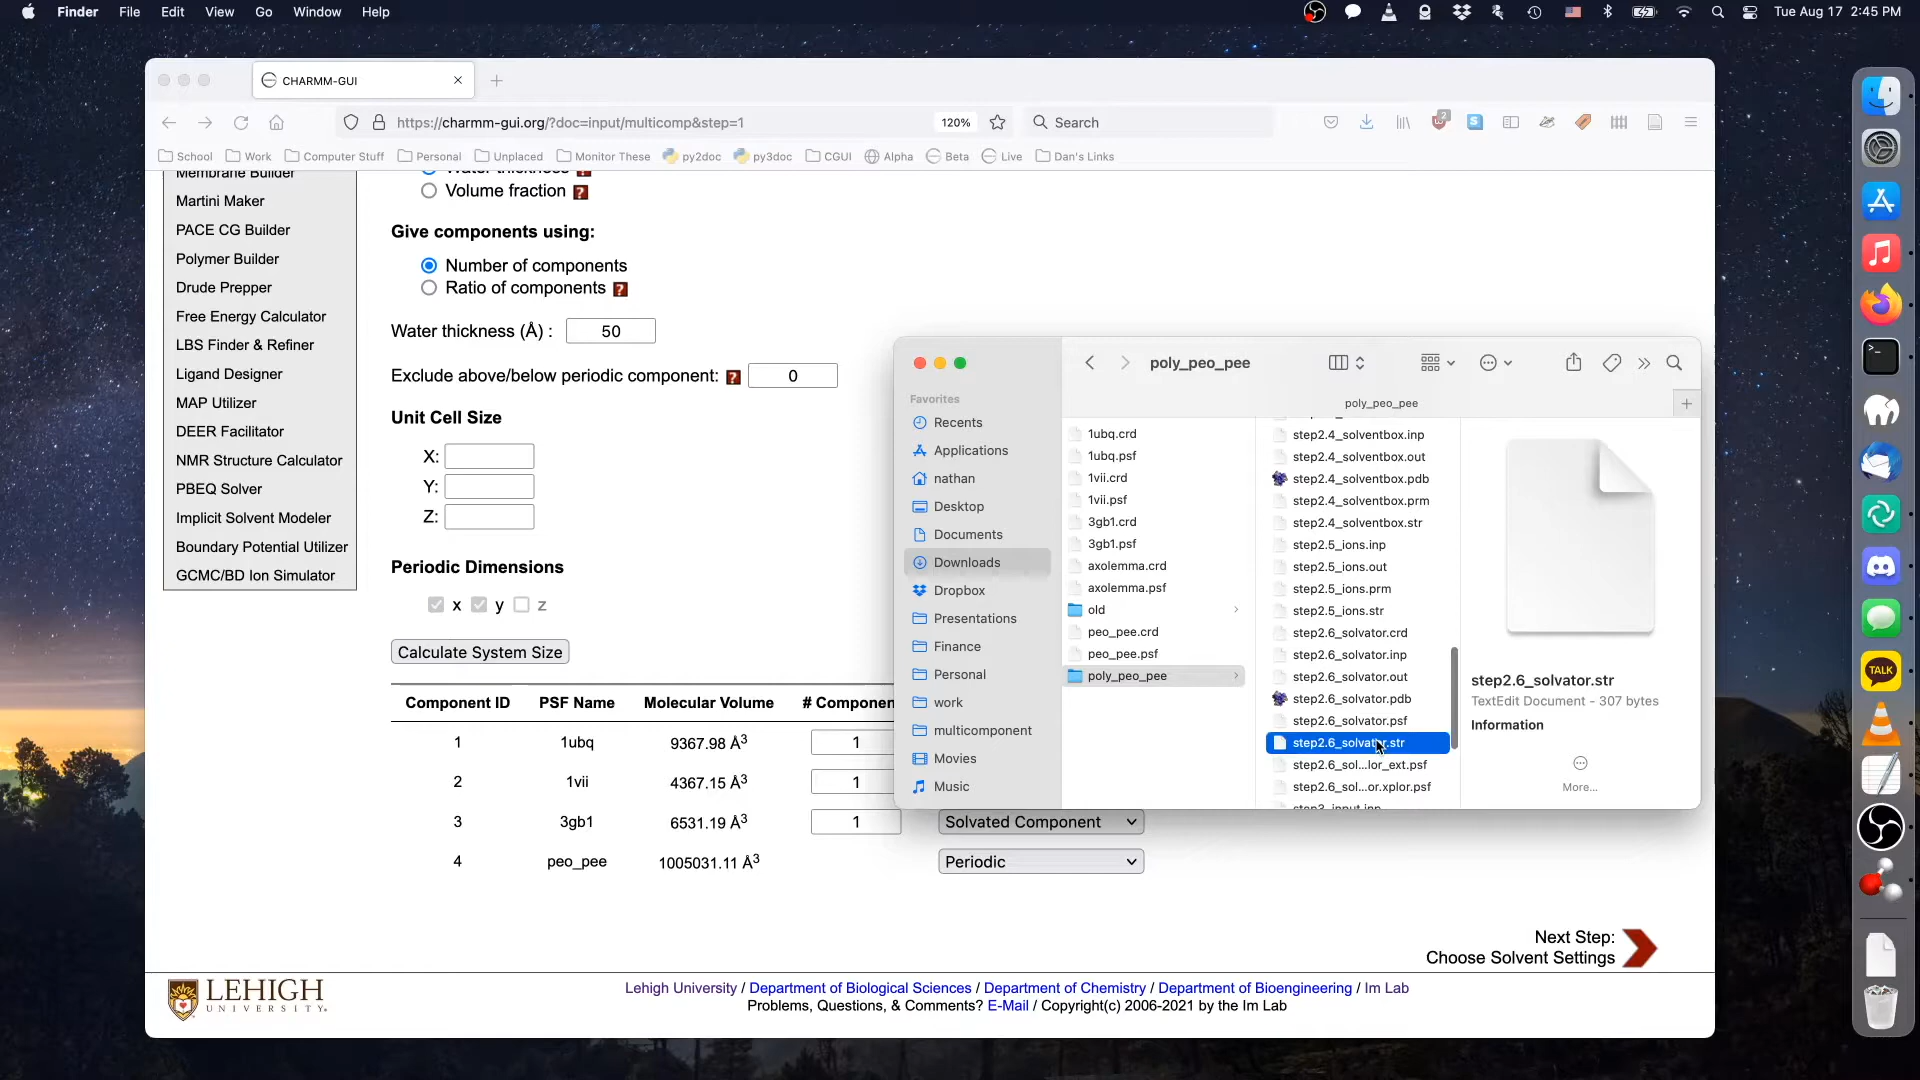 Finder File Edit View Go Window Help
Tue Aug 17 2:45 PM
CHARMM-GUI
https://charmm-gui.org/?doc=input/multicomp&step=1
120%
Search
2
School Work Computer Stuff Personal Unplaced Monitor These py2doc py3doc CGUI Alpha Beta Live Dan's Links
Membrane Builder
Martini Maker
PACE CG Builder
Polymer Builder
Drude Prepper
Free Energy Calculator
LBS Finder & Refiner
Ligand Designer
MAP Utilizer
DEER Facilitator
NMR Structure Calculator
PBEQ Solver
Implicit Solvent Modeler
Boundary Potential Utilizer
GCMC/BD Ion Simulator
Water thickness ?
Volume fraction ?
Give components using:
Number of components
Ratio of components ?
Water thickness (Å) : 50
Exclude above/below periodic component: ? 0
Unit Cell Size
X:
Y:
Z:
Periodic Dimensions
x y z
Calculate System Size
Component ID PSF Name Molecular Volume # Componen
1 1ubq 9367.98 Å3 1
2 1vii 4367.15 Å3 1
3 3gb1 6531.19 Å3 1 Solvated Component
4 peo_pee 1005031.11 Å3 Periodic
Next Step:
Choose Solvent Settings
LEHIGH
UNIVERSITY.
Lehigh University / Department of Biological Sciences / Department of Chemistry / Department of Bioengineering / Im Lab
Problems, Questions, & Comments? E-Mail / Copyright(c) 2006-2021 by the Im Lab
poly_peo_pee
poly_peo_pee
Favorites
Recents
Applications
nathan
Desktop
Documents
Downloads
Dropbox
Presentations
Finance
Personal
work
multicomponent
Movies
Music
1ubq.crd
1ubq.psf
1vii.crd
1vii.psf
3gb1.crd
3gb1.psf
axolemma.crd
axolemma.psf
old
peo_pee.crd
peo_pee.psf
poly_peo_pee
step2.4_solventbox.inp
step2.4_solventbox.out
step2.4_solventbox.pdb
step2.4_solventbox.prm
step2.4_solventbox.str
step2.5_ions.inp
step2.5_ions.out
step2.5_ions.prm
step2.5_ions.str
step2.6_solvator.crd
step2.6_solvator.inp
step2.6_solvator.out
step2.6_solvator.pdb
step2.6_solvator.psf
step2.6_solvator.str
step2.6_sol...lor_ext.psf
step2.6_sol...or.xplor.psf
step3_input.inp
step2.6_solvator.str
TextEdit Document - 307 bytes
Information
More...
TALK